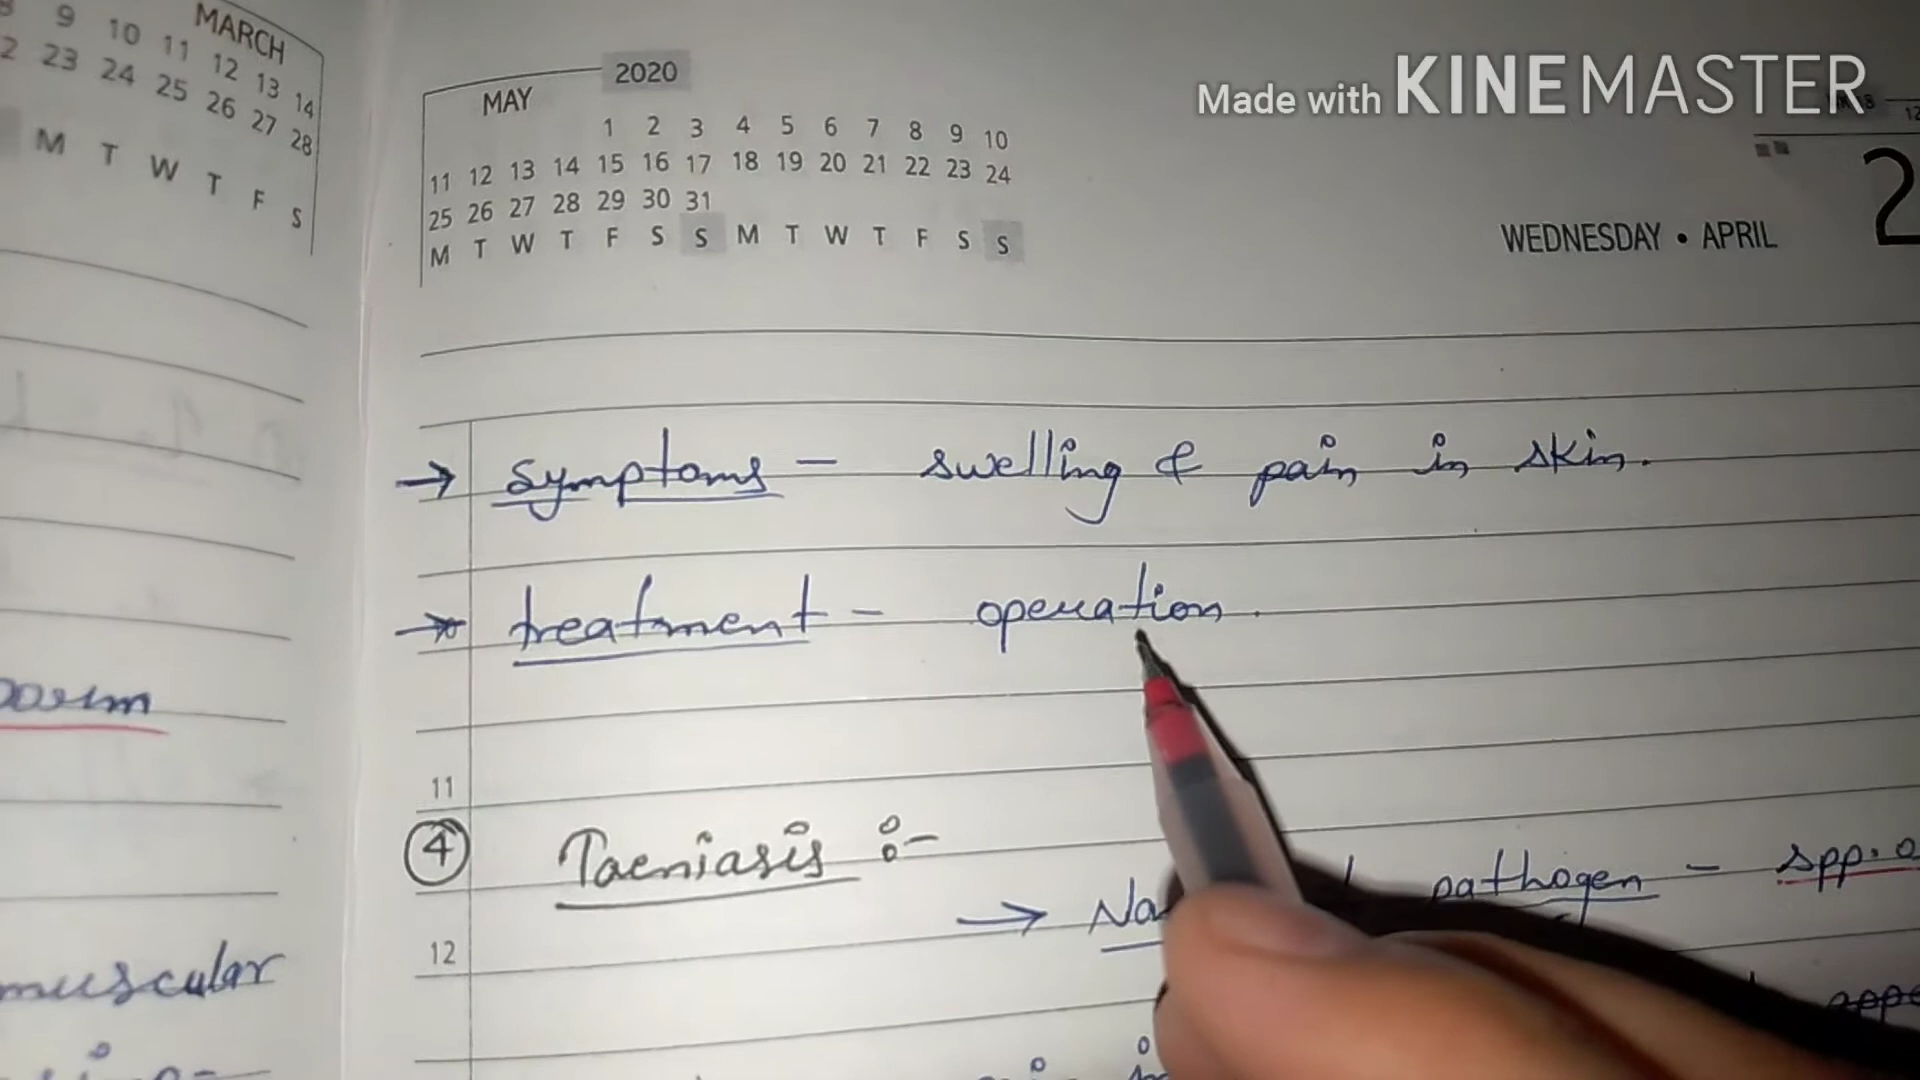 MARCH
9 10 11 12 13 14
23 24 25 26 27 28
M T W T F S
orm
muscular
2020
MAY
1 2 3 4 5 6 7 8 9 10
11 12 13 14 15 16 17 18 19 20 21 22 23 24
25 26 27 28 29 30 31
M T W T F S S M T W T F S S
Made with KINEMASTER
WEDNESDAY • APRIL 2
→ symptoms – swelling & pain in skin.
→ treatment – operation.
11
④ Taeniasis :-
→ Na pathogen – spp. o
12